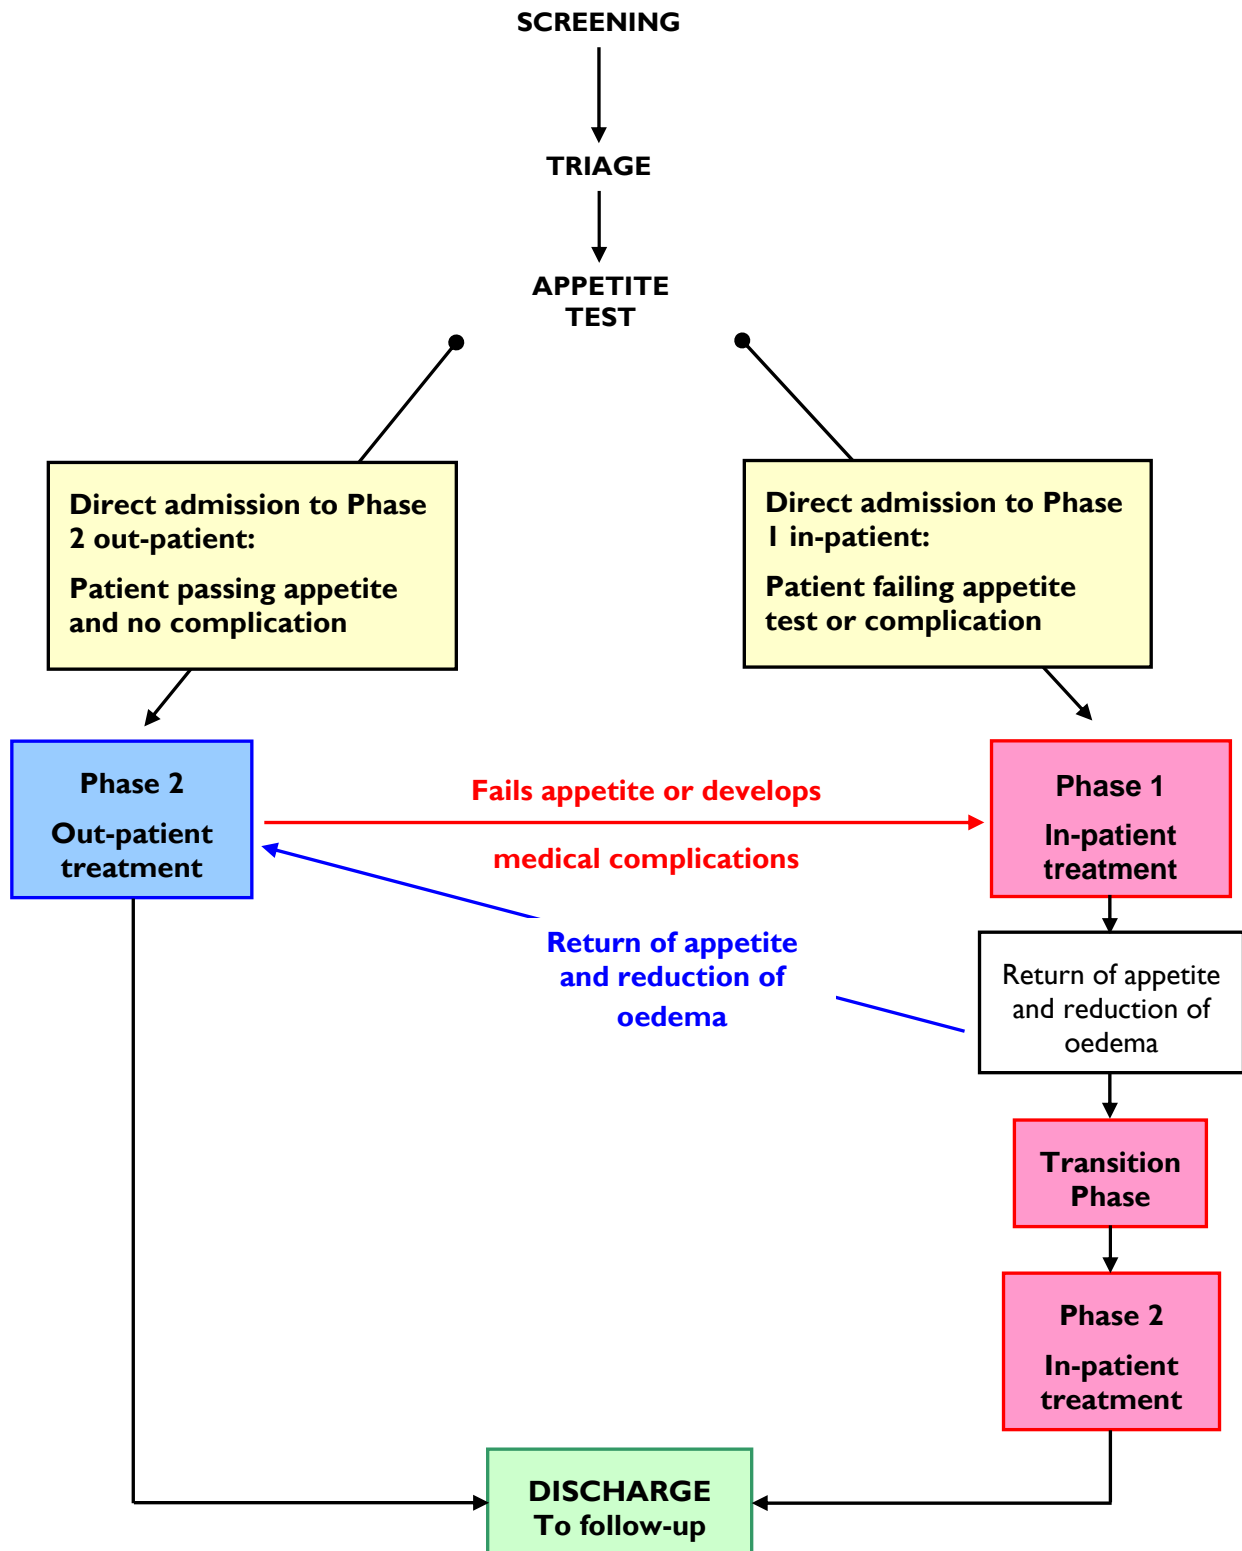 SCREENING
TRIAGE
APPETITE
TEST
Direct admission to Phase
2 out-patient:
Patient passing appetite
and no complication
Direct admission to Phase
1 in-patient:
Patient failing appetite
test or complication
Phase 2
Out-patient
treatment
Fails appetite or develops
medical complications
Phase 1
In-patient
treatment
Return of appetite
and reduction of
oedema
Return of appetite
and reduction of
oedema
Transition
Phase
Phase 2
In-patient
treatment
DISCHARGE
To follow-up